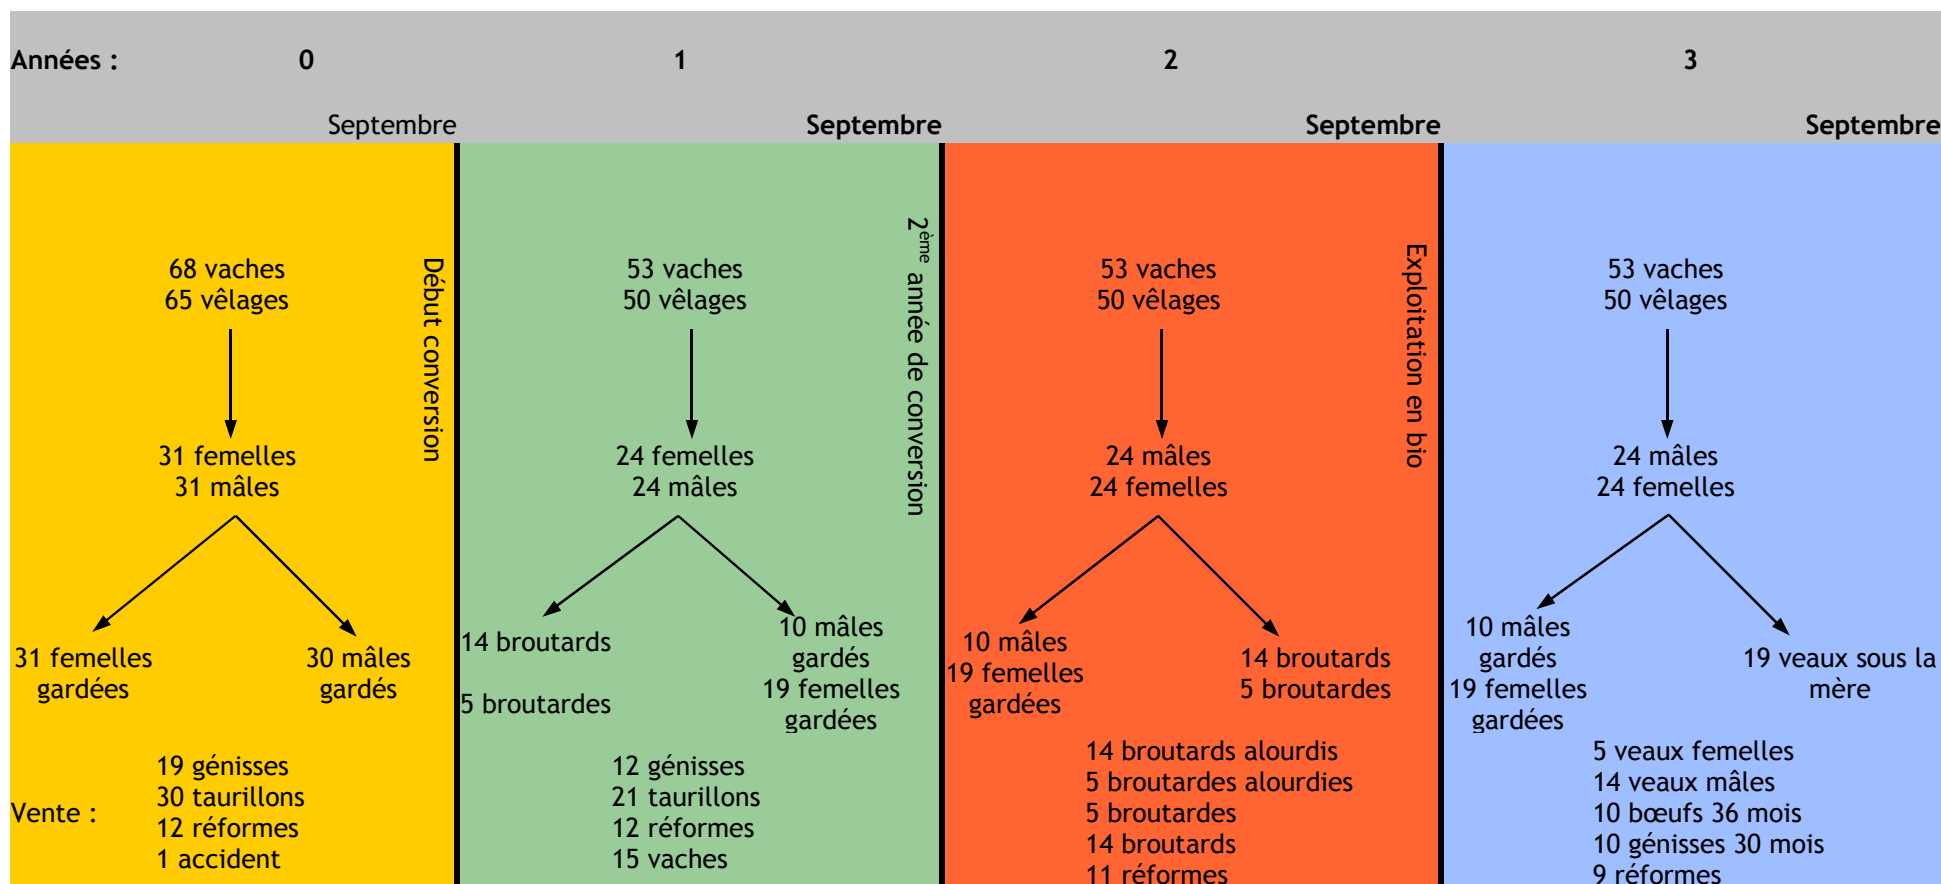 Années :
0
1
2
3
Septembre
Septembre
Septembre
Septembre
68 vaches
65 vêlages
31 femelles
31 mâles
31 femelles
gardées
30 mâles
gardés
Début conversion
53 vaches
50 vêlages
24 femelles
24 mâles
14 broutards
5 broutardes
10 mâles
gardés
19 femelles
gardées
2ème année de conversion
53 vaches
50 vêlages
24 mâles
24 femelles
10 mâles
19 femelles
gardées
14 broutards
5 broutardes
Exploitation en bio
53 vaches
50 vêlages
24 mâles
24 femelles
10 mâles
gardés
19 femelles
gardées
19 veaux sous la
mère
Vente :
19 génisses
30 taurillons
12 réformes
1 accident
12 génisses
21 taurillons
12 réformes
15 vaches
14 broutards alourdis
5 broutardes alourdies
5 broutardes
14 broutards
11 réformes
5 veaux femelles
14 veaux mâles
10 bœufs 36 mois
10 génisses 30 mois
9 réformes